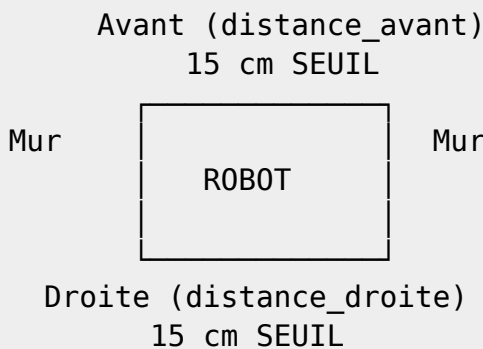 Avant (distance_avant)
15 cm SEUIL
Mur Mur
ROBOT
Droite (distance_droite)
15 cm SEUIL